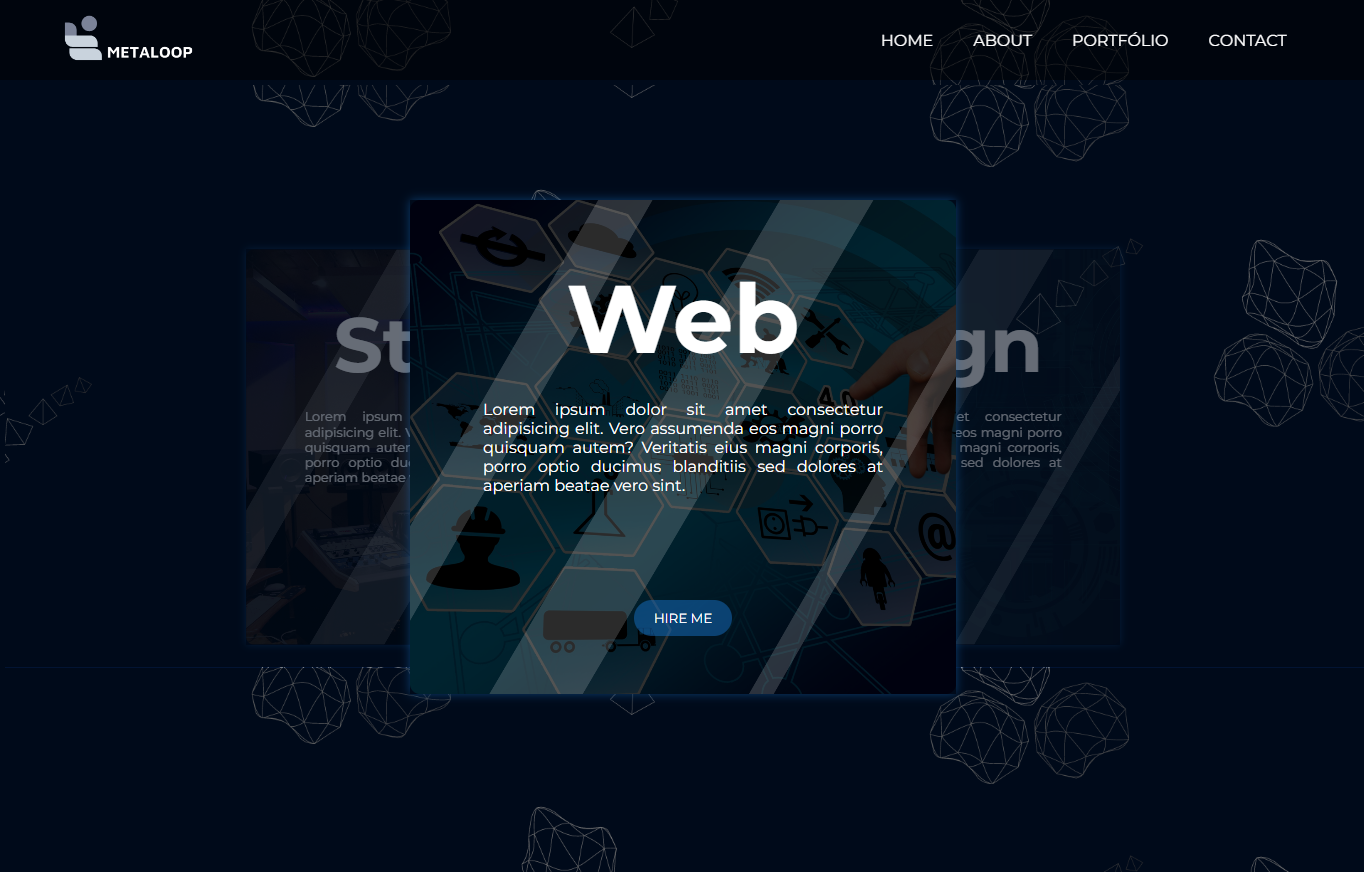 METALOOP
HOME ABOUT PORTFÓLIO CONTACT
Web
St
gn
Lorem ipsum dolor sit amet consectetur
adipisicing elit. Vero assumenda eos magni porro
quisquam autem? Veritatis eius magni corporis,
porro optio ducimus blanditiis sed dolores at
aperiam beatae vero sint.
Lorem ipsum
adipisicing elit. V
quisquam auter
porro optio du
aperiam beatae
et consectetur
eos magni porro
magni corporis,
sed dolores at
4.0
@
HIRE ME